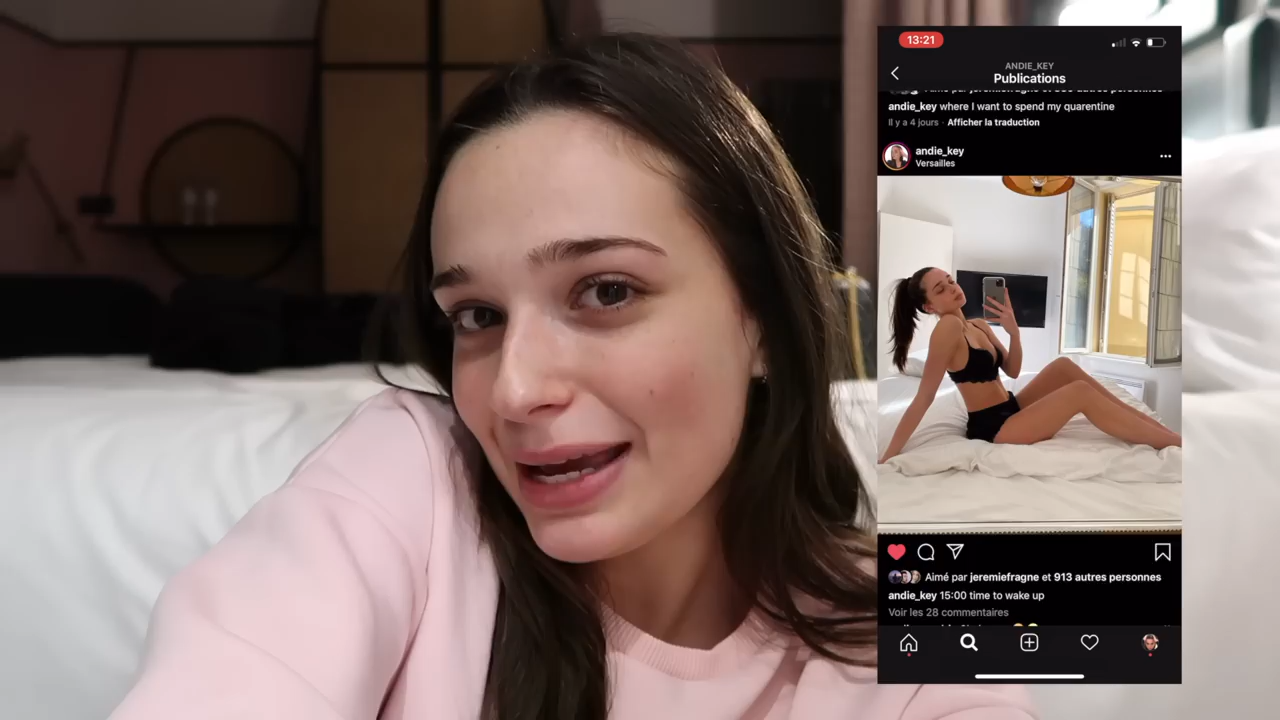 13:21
ANDIE_KEY
Publications
andie_key where I want to spend my quarentine
Il y a 4 jours · Afficher la traduction
andie_key
Versailles
Aimé par jeremiefragne et 913 autres personnes
andie_key 15:00 time to wake up
Voir les 28 commentaires